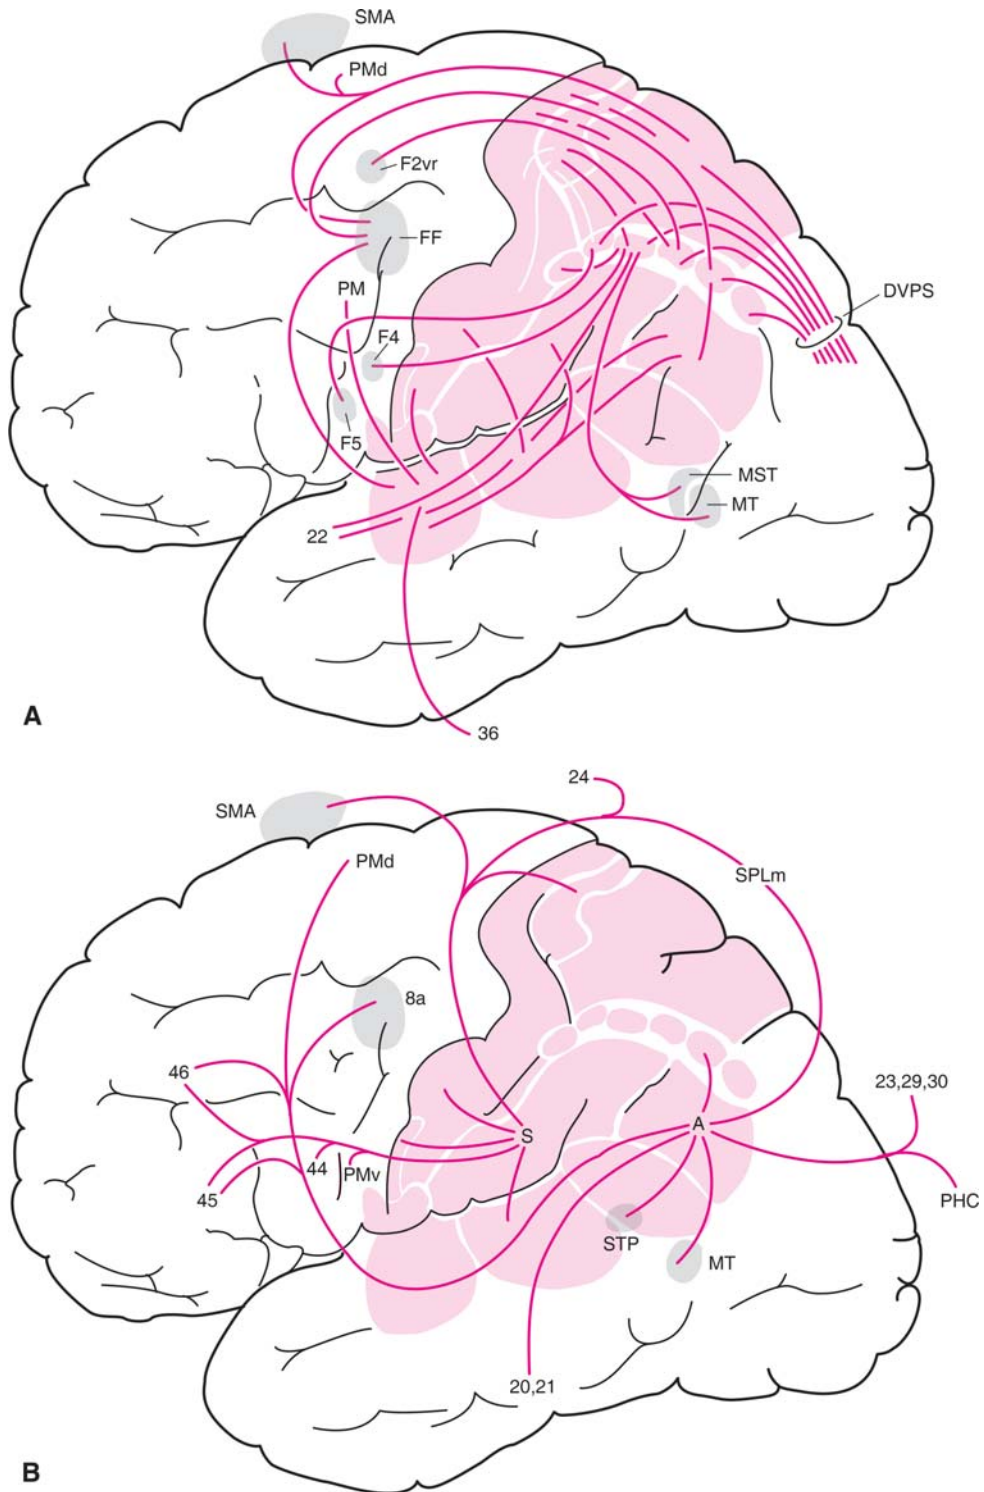 SMA
PMd
F2vr
FF
PM
DVPS
F4
F5
MST
MT
22
A
36
24
SMA
PMd
SPLm
8a
46
23,29,30
A
S
44
PMv
45
PHC
STP
MT
20,21
B